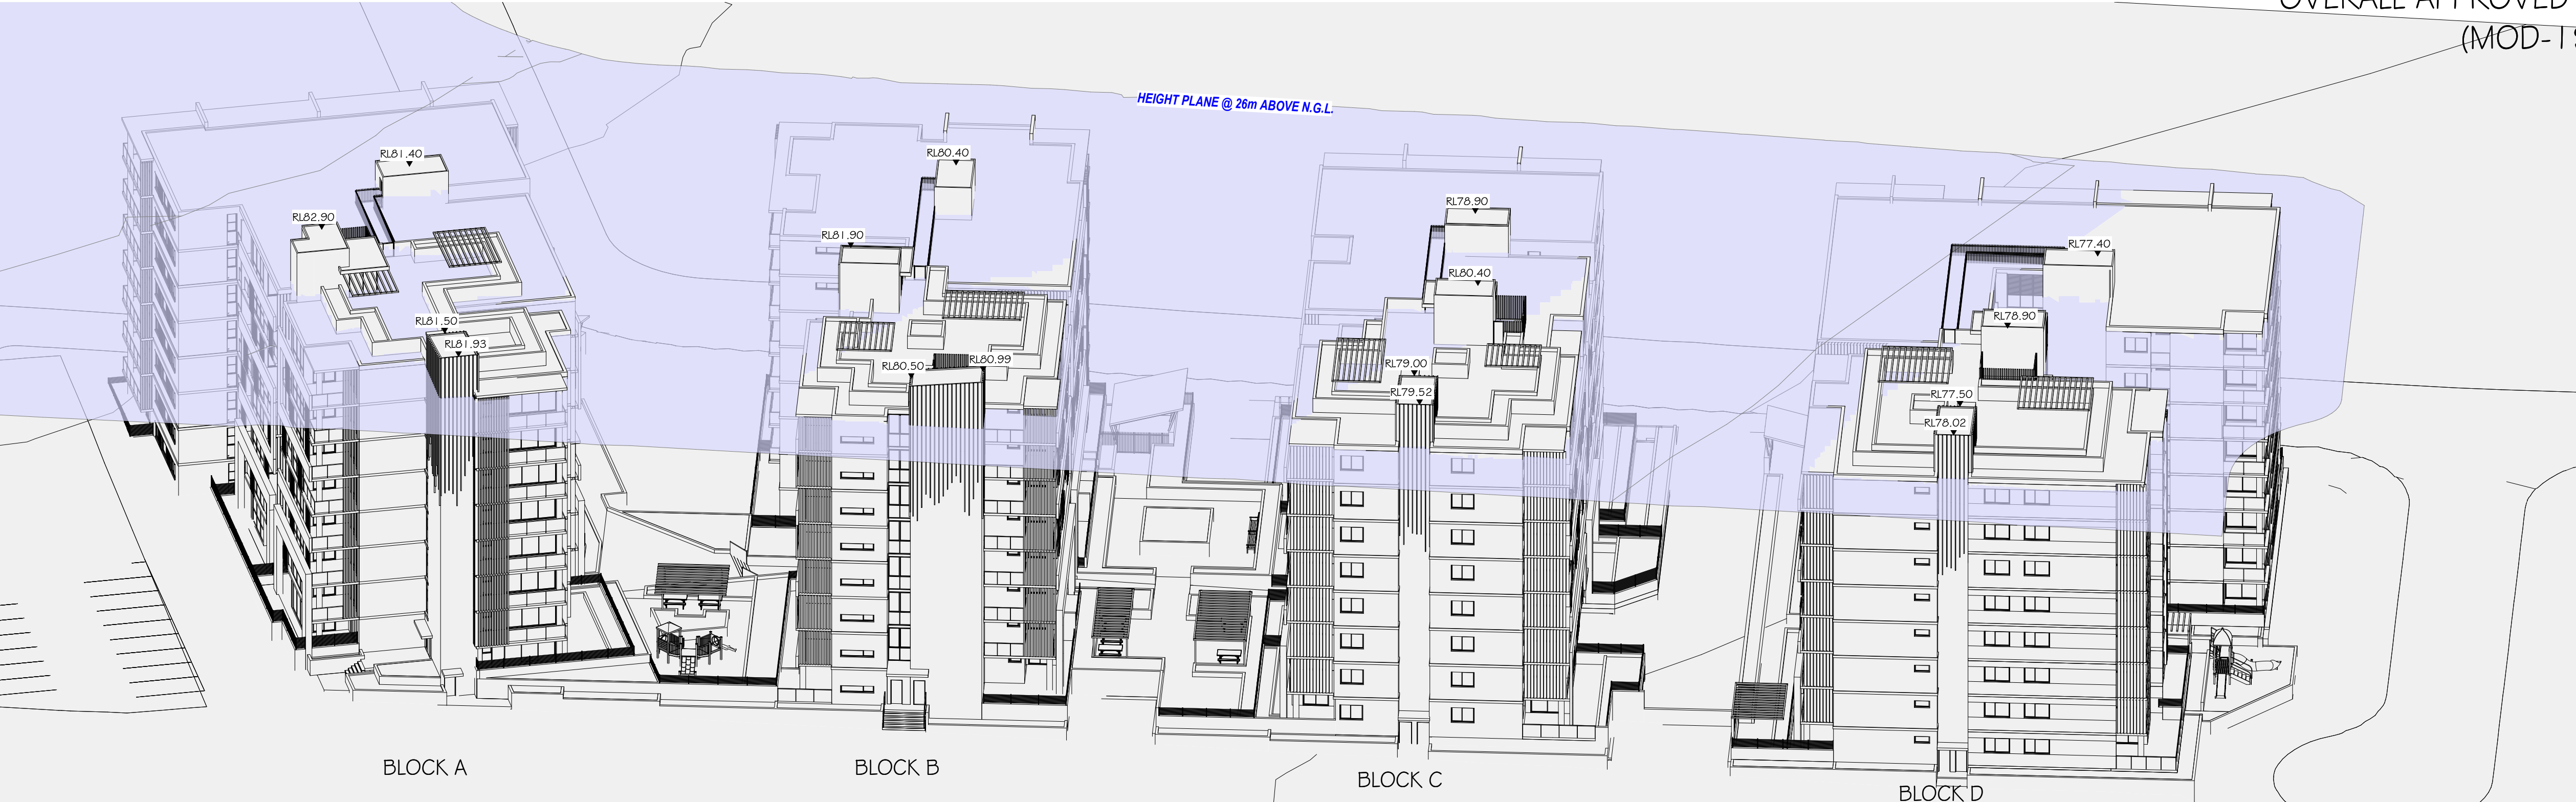 OVERALL APPROVED
(MOD-
HEIGHT PLANE @ 26m ABOVE N.G.L.
RL81.40
RL82.90
RL81.50
RL81.93
RL80.40
RL81.90
RL80.50
RL80.99
RL78.90
RL80.40
RL79.00
RL79.52
RL77.40
RL78.90
RL77.50
RL78.02
BLOCK A
BLOCK B
BLOCK C
BLOCK D